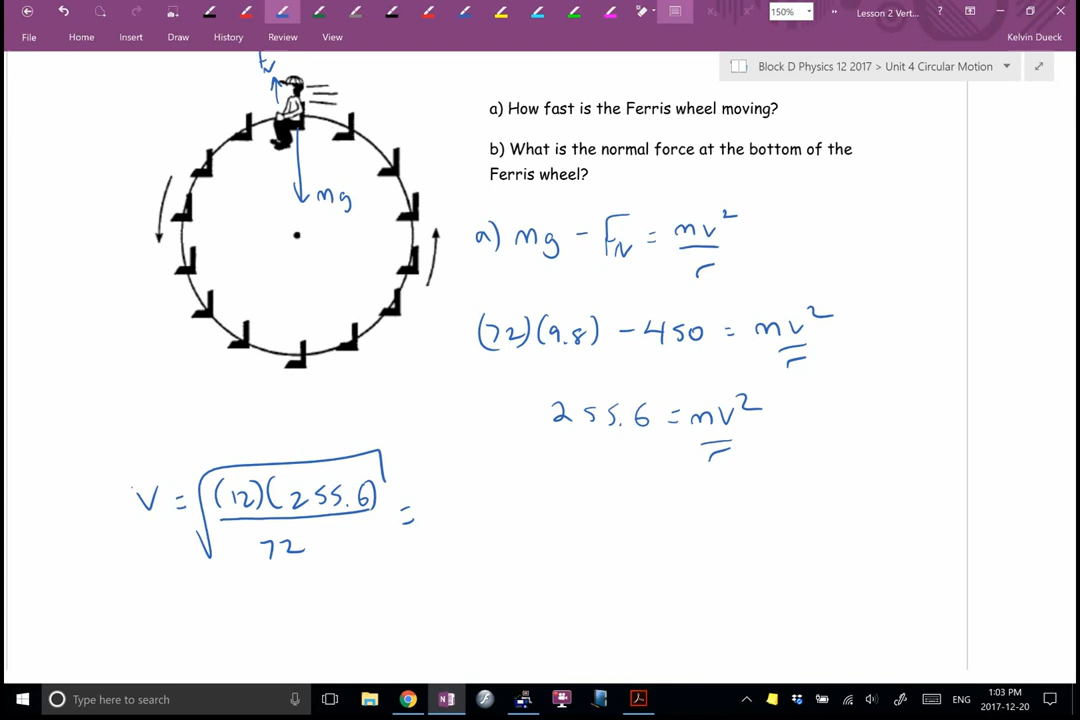 150%
Lesson 2 Vert...
File
Home
Insert
Draw
History
Review
View
Kelvin Dueck
Block D Physics 12 2017 > Unit 4 Circular Motion
FN
mg
a) How fast is the Ferris wheel moving?
b) What is the normal force at the bottom of the
Ferris wheel?
a) mg - FN = mv²/r
(72)(9.8) - 450 = mv²/r
255.6 = mv²/r
v = √((12)(255.6)/72) =
Type here to search
ENG
1:03 PM
2017-12-20